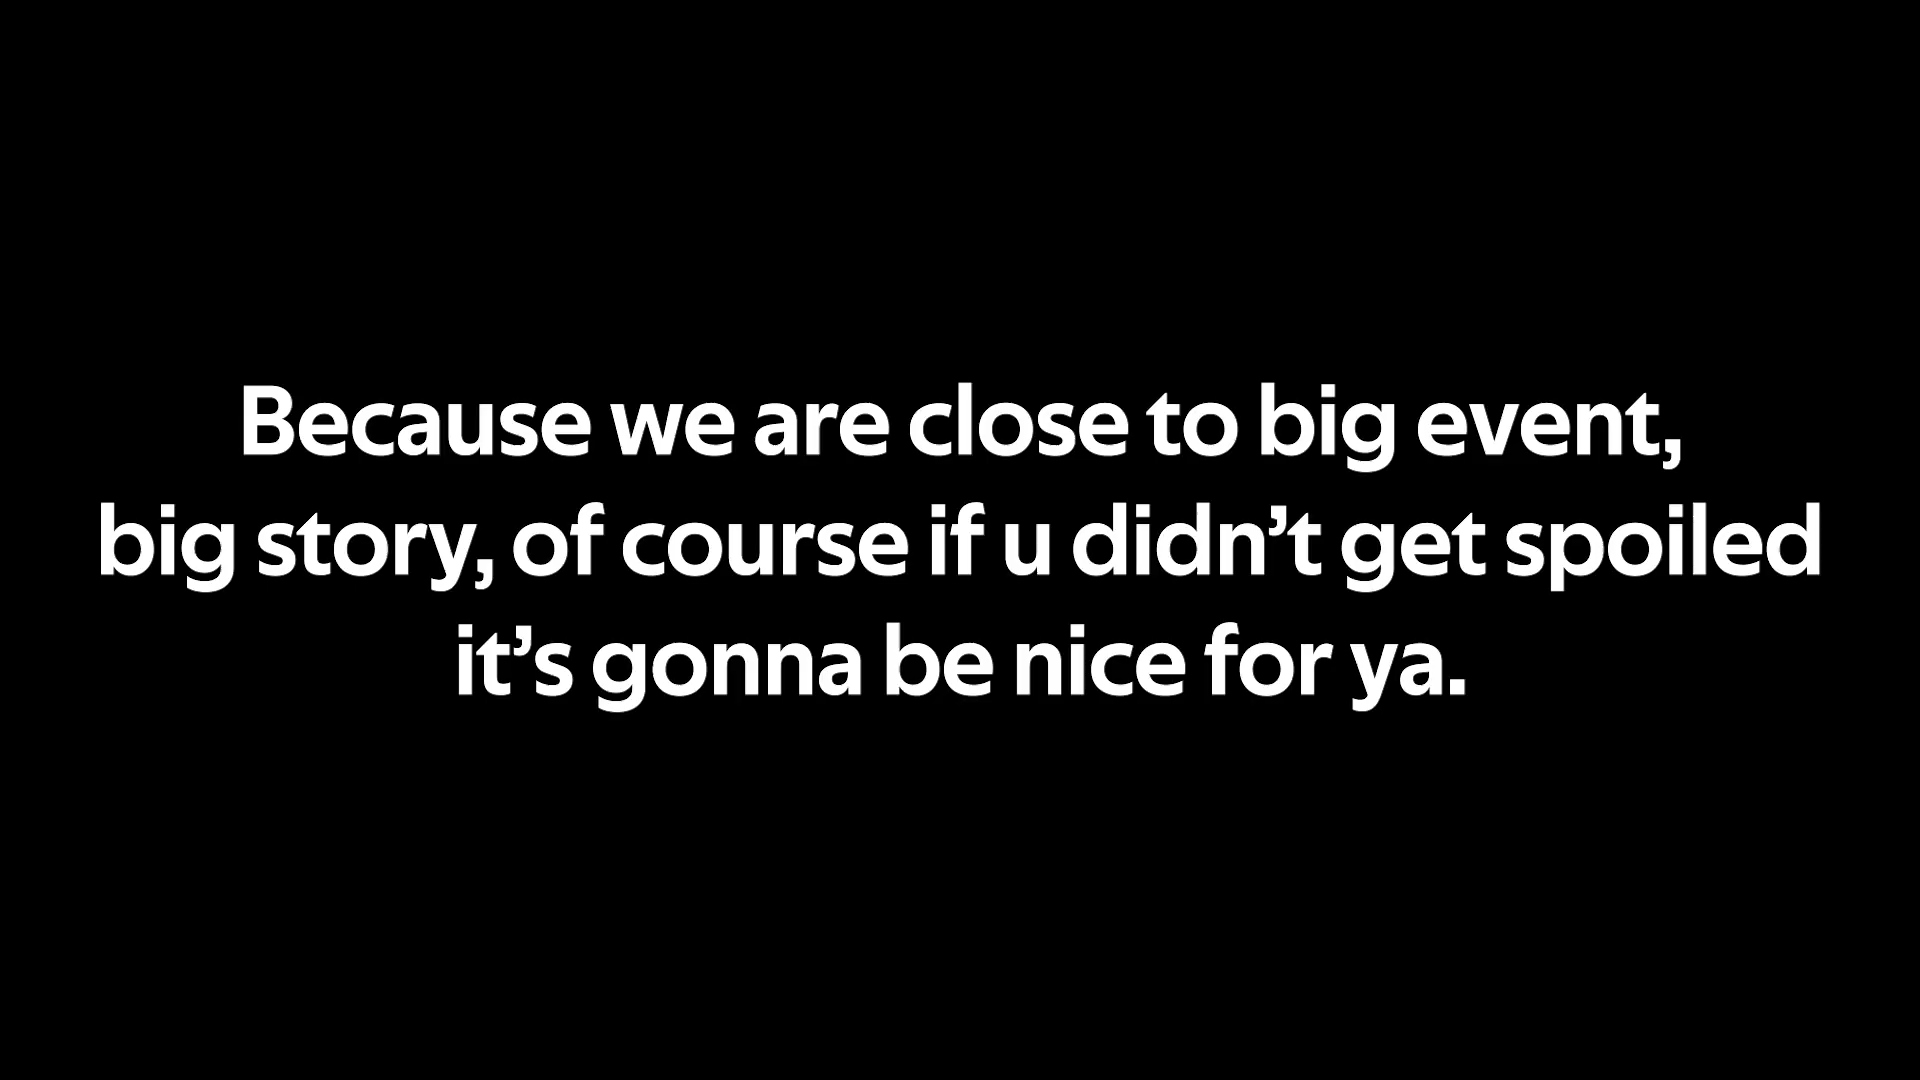 Because we are close to big event,
big story, of course if u didn’t get spoiled
it’s gonna be nice for ya.